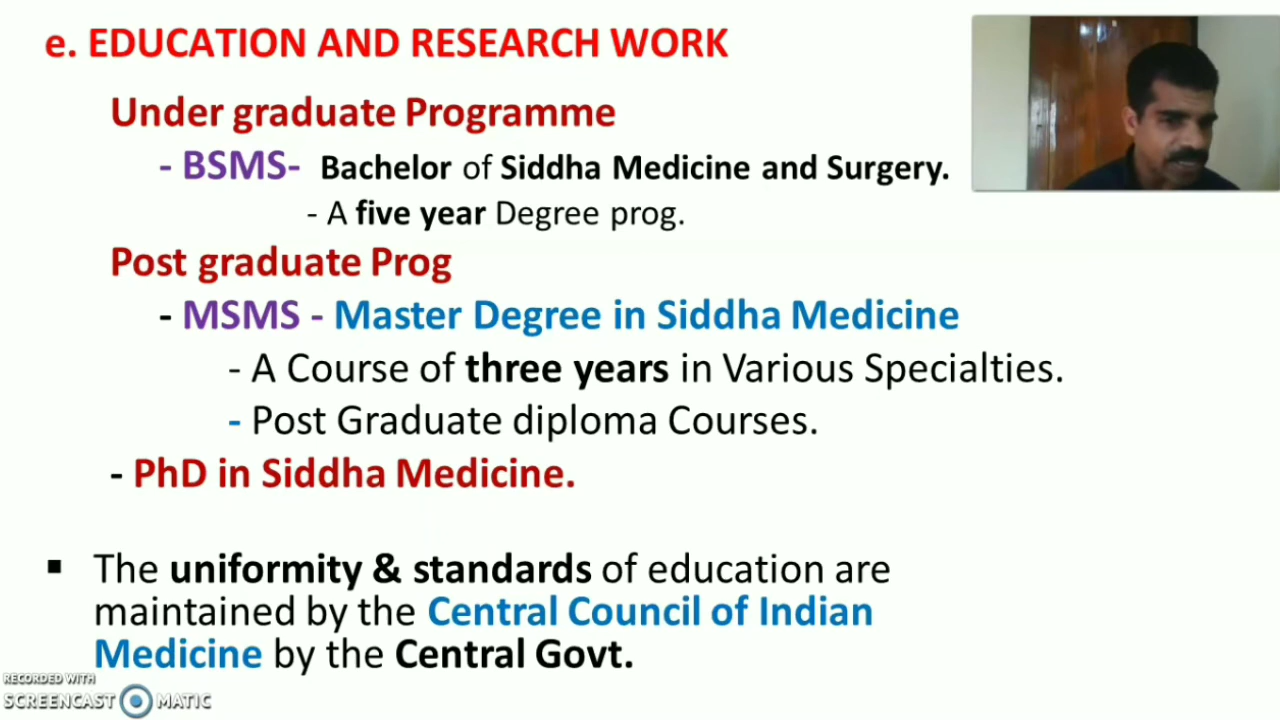 e. EDUCATION AND RESEARCH WORK
Under graduate Programme
- BSMS- Bachelor of Siddha Medicine and Surgery.
- A five year Degree prog.
Post graduate Prog
- MSMS - Master Degree in Siddha Medicine
- A Course of three years in Various Specialties.
- Post Graduate diploma Courses.
- PhD in Siddha Medicine.
▪ The uniformity & standards of education are
maintained by the Central Council of Indian
Medicine by the Central Govt.
RECORDED WITH
SCREENCAST MATIC